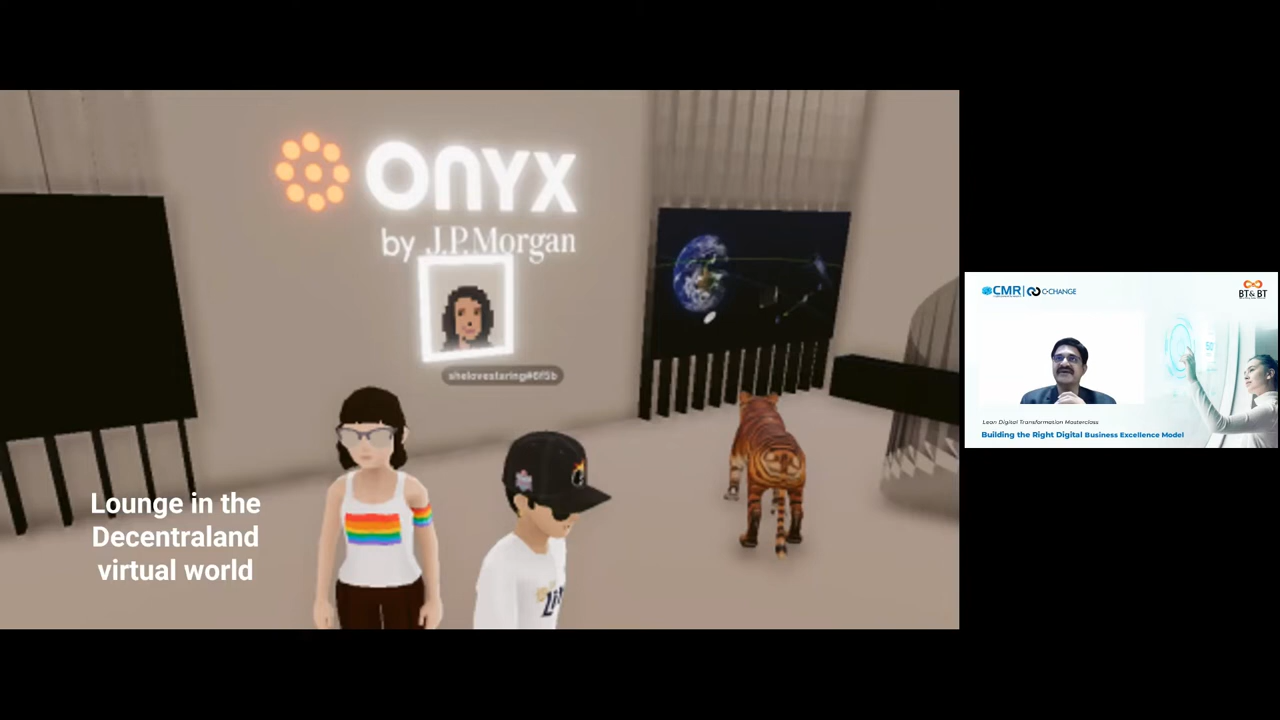 ONYX
by J.P.Morgan
shelovestaring#6f5b
Lounge in the
Decentraland
virtual world
CMR C-CHANGE
BT&BT
Lean Digital Transformation Masterclass
Building the Right Digital Business Excellence Model